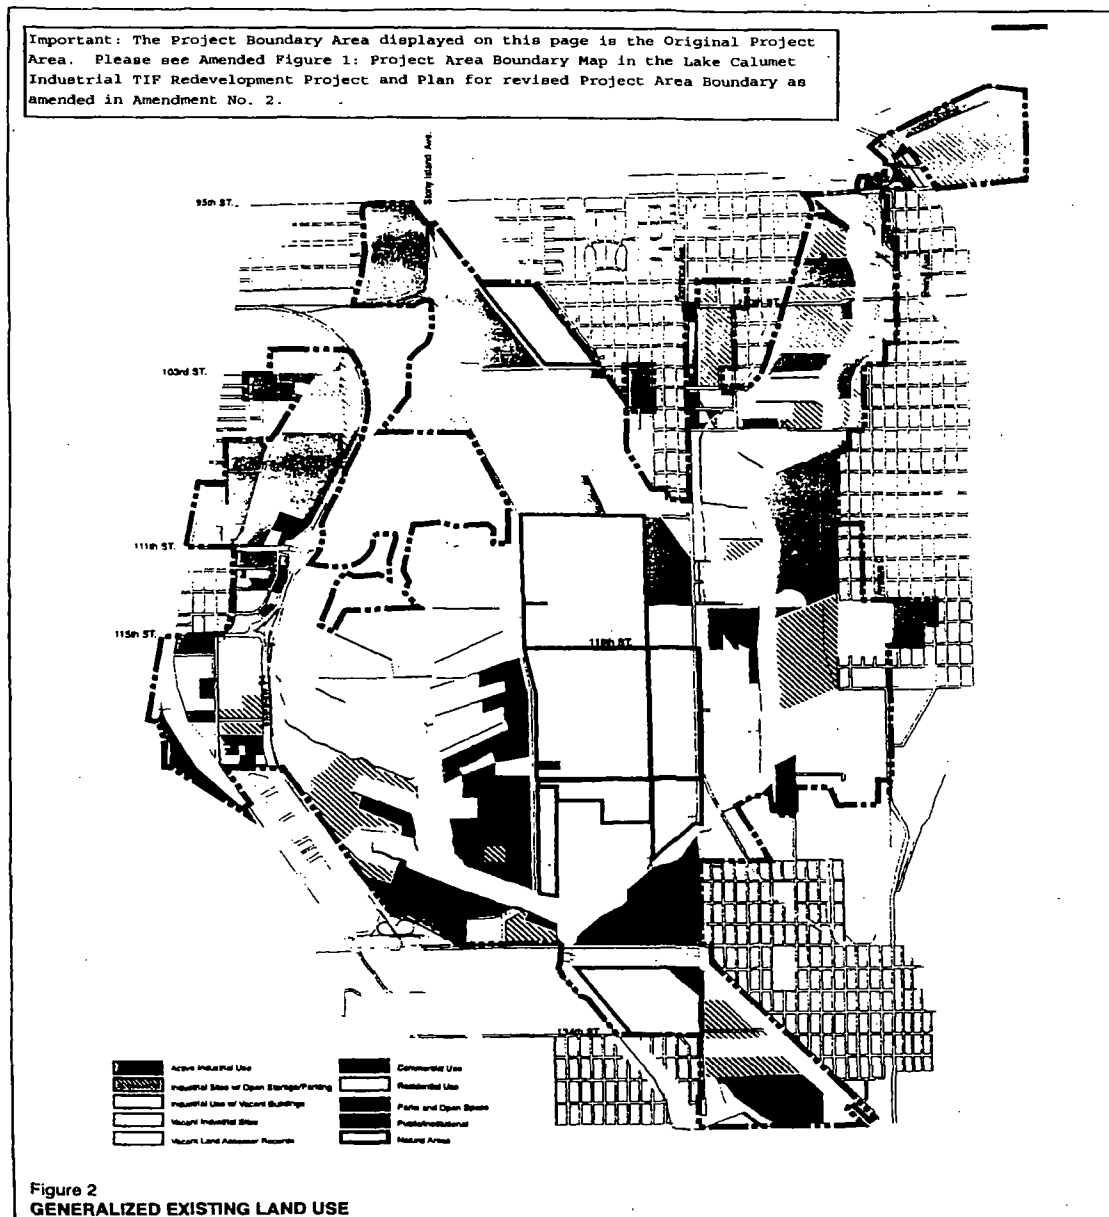 Important: The Project Boundary Area displayed on this page is the Original Project
Area. Please see Amended Figure 1: Project Area Boundary Map in the Lake Calumet
Industrial TIF Redevelopment Project and Plan for revised Project Area Boundary as
amended in Amendment No. 2.
Stony Island Ave.
95th ST.
103rd ST.
111th ST.
115th ST.
118th ST.
134th ST.
Active Industrial Use
Industrial Sites w/ Open Storage/Parking
Industrial Use w/ Vacant Buildings
Vacant Industrial Sites
Vacant Land Assessor Records
Commercial Use
Residential Use
Parks and Open Space
Public/Institutional
Natural Areas
Figure 2
GENERALIZED EXISTING LAND USE